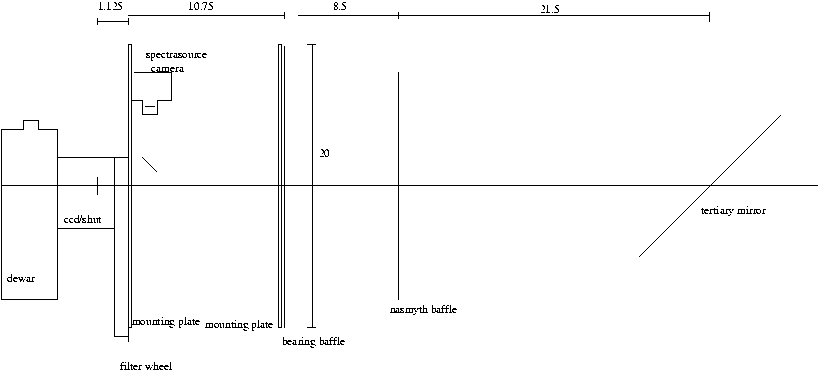 1.125
10.75
8.5
21.5
spectrasource
camera
20
tertiary mirror
ccd/shut
dewar
nasmyth baffle
mounting plate
mounting plate
bearing baffle
filter wheel